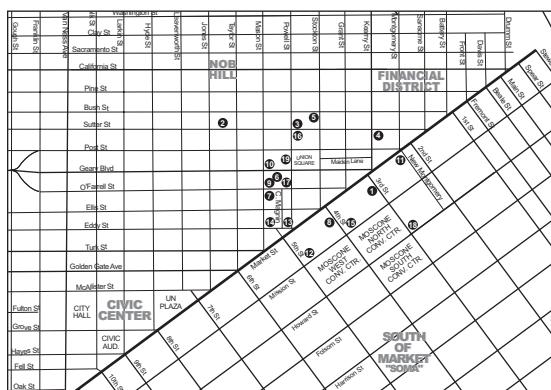 Washington St
Clay St
Sacramento St
California St
Pine St
Bush St
Sutter St
Post St
Geary Blvd
O'Farrell St
Ellis St
Eddy St
Turk St
Golden Gate Ave
McAllister St
Fulton St
Grove St
Hayes St
Fell St
Oak St
Gough St
Franklin St
Van Ness Ave
Polk St
Larkin St
Hyde St
Leavenworth St
Jones St
Taylor St
Mason St
Powell St
Stockton St
Grant St
Kearny St
Montgomery St
Sansome St
Battery St
Front St
Davis St
Drumm St
NOB
HILL
FINANCIAL
DISTRICT
UNION
SQUARE
Maiden Lane
C. Magnin
CITY
HALL
CIVIC
CENTER
CIVIC
AUD.
UN
PLAZA
Market St
Mission St
Howard St
Folsom St
Harrison St
Spear St
Main St
Beale St
Fremont St
1st St
2nd St
New Montgomery
3rd St
4th St
5th St
6th St
7th St
8th St
9th St
10th St
MOSCONE
WEST
CONV. CTR.
MOSCONE
NORTH
CONV. CTR.
MOSCONE
SOUTH
CONV. CTR.
SOUTH
OF
MARKET
"SOMA"
1
2
3
4
5
6
7
8
9
10
11
12
13
14
15
16
17
18
19